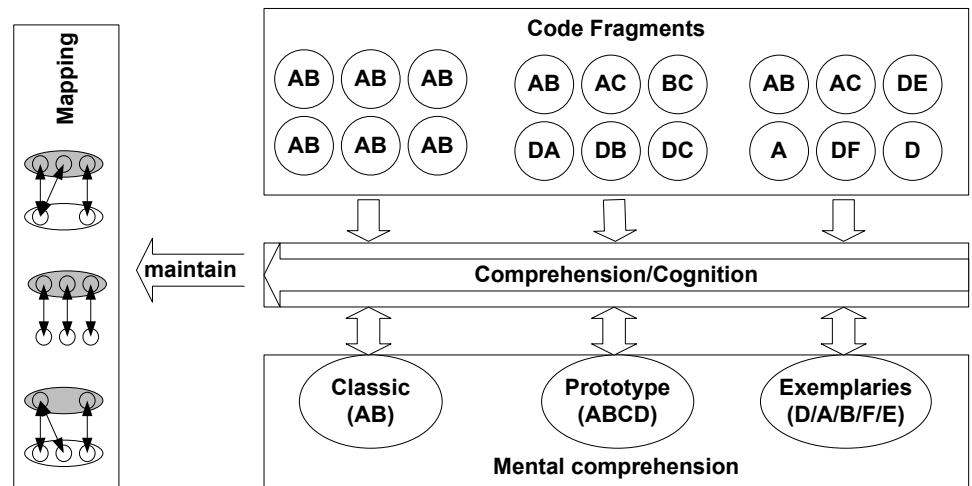 Mapping
Code Fragments
AB AB AB AB AC BC AB AC DE
AB AB AB DA DB DC A DF D
maintain
Comprehension/Cognition
Classic
(AB)
Prototype
(ABCD)
Exemplaries
(D/A/B/F/E)
Mental comprehension